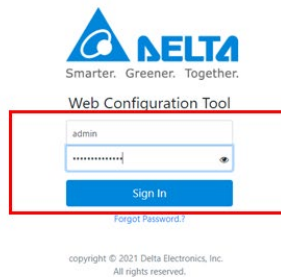 DELTA
Smarter. Greener. Together.
Web Configuration Tool
admin
••••••••••••••
Sign In
Forgot Password.?
copyright © 2021 Delta Electronics, Inc.
All rights reserved.